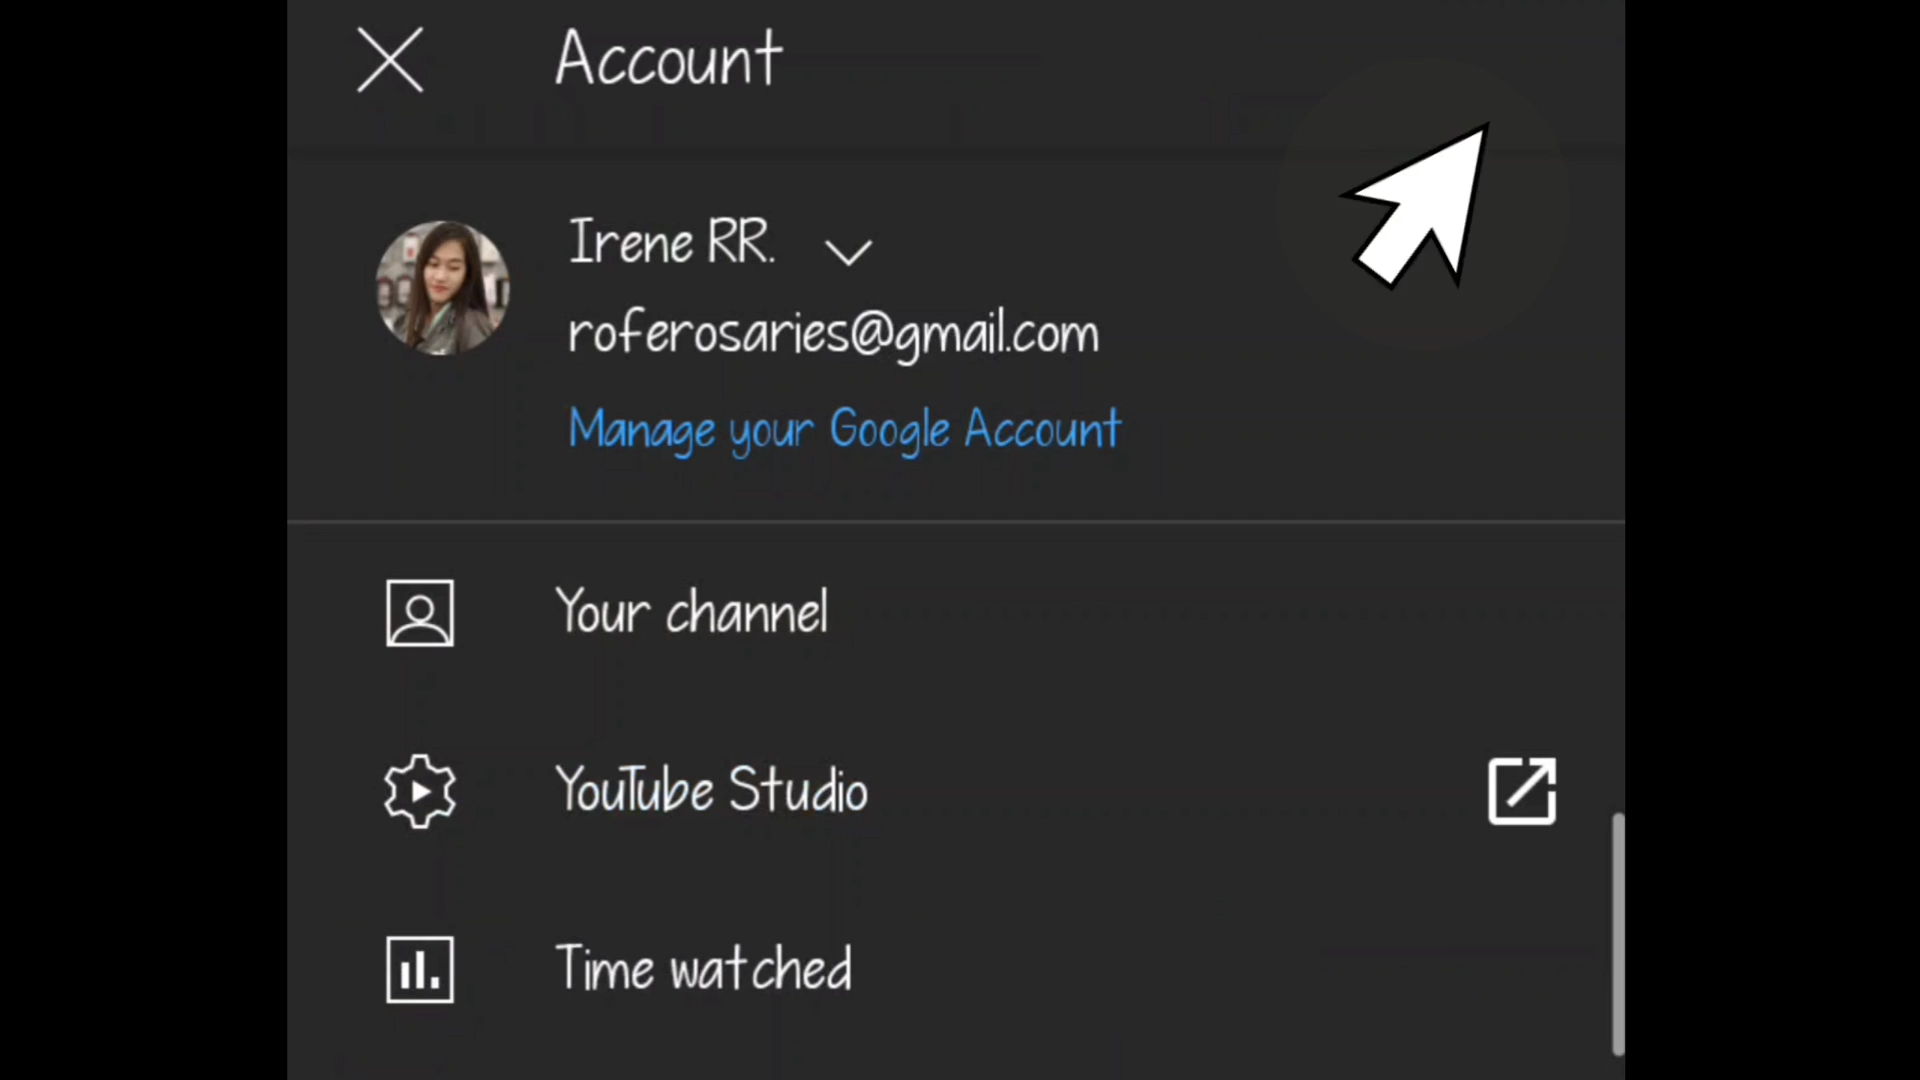 Account
Irene RR.
roferosaries@gmail.com
Manage your Google Account
Your channel
YouTube Studio
Time watched